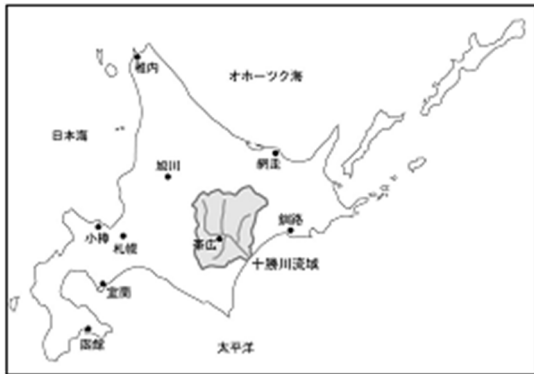 稚内
オホーツク海
日本海
網走
旭川
釧路
小樽
帯広
札幌
十勝川流域
室蘭
函館
太平洋